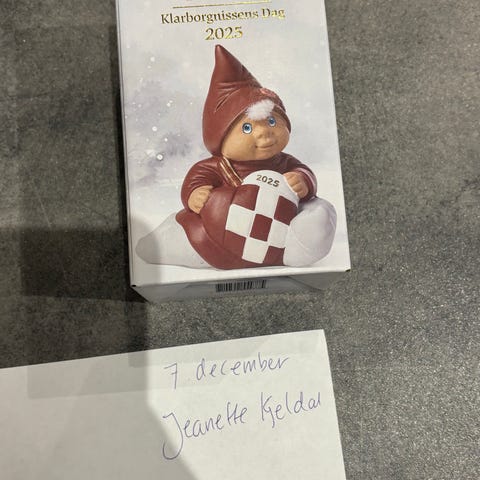 Klarborgnissens Dag
2025
2025
7 december
Jeanette Kjeldal